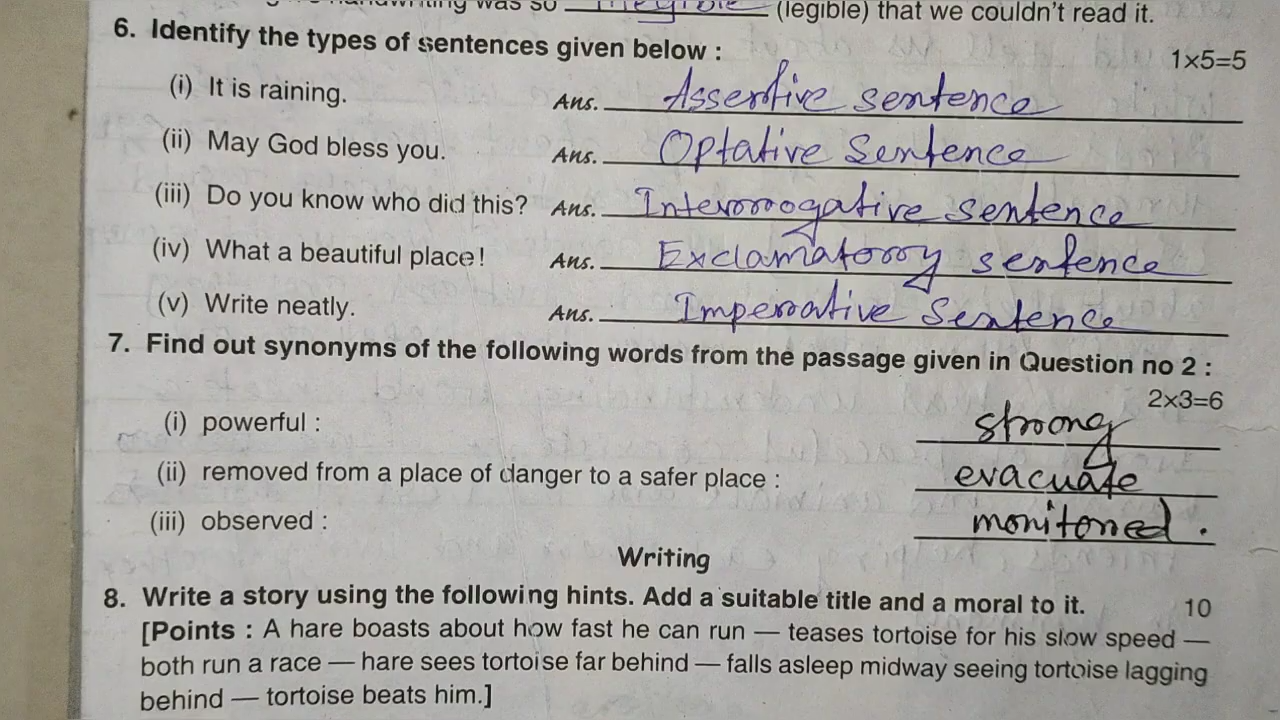 handwriting was so illegible (legible) that we couldn't read it.
6. Identify the types of sentences given below : 1×5=5
(i) It is raining. Ans. Assertive sentence
(ii) May God bless you. Ans. Optative Sentence
(iii) Do you know who did this? Ans. Interrogative sentence
(iv) What a beautiful place! Ans. Exclamatory sentence
(v) Write neatly. Ans. Imperative Sentence
7. Find out synonyms of the following words from the passage given in Question no 2 :
2×3=6
(i) powerful : strong
(ii) removed from a place of danger to a safer place : evacuate
(iii) observed : monitored.
Writing
8. Write a story using the following hints. Add a suitable title and a moral to it. 10
[Points : A hare boasts about how fast he can run — teases tortoise for his slow speed —
both run a race — hare sees tortoise far behind — falls asleep midway seeing tortoise lagging
behind — tortoise beats him.]